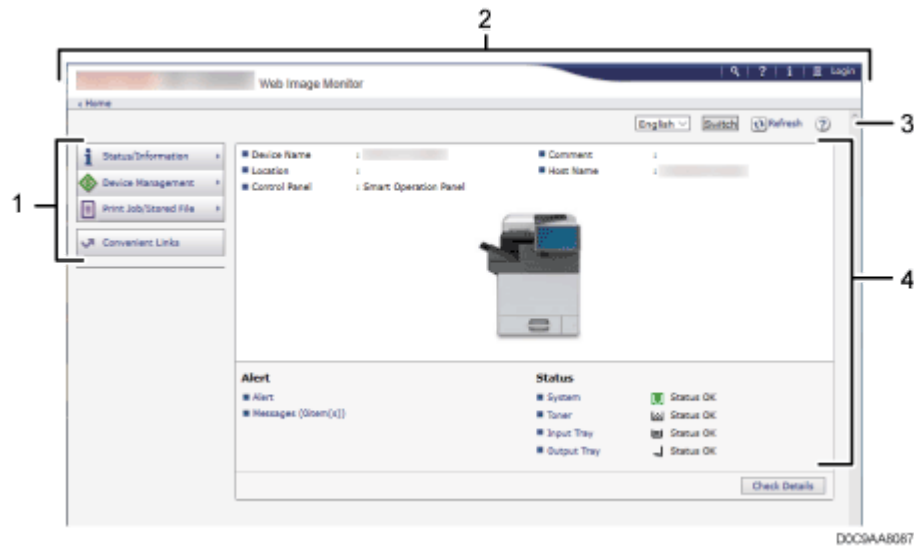 2
Web Image Monitor
Login
Home
English Switch Refresh
3
1
Status/Information
Device Management
Print Job/Stored File
Convenient Links
Device Name :
Location :
Control Panel : Smart Operation Panel
Comment :
Host Name :
4
Alert
Alert
Messages (0item(s))
Status
System Status OK
Toner Status OK
Input Tray Status OK
Output Tray Status OK
Check Details
D0C9AA8087